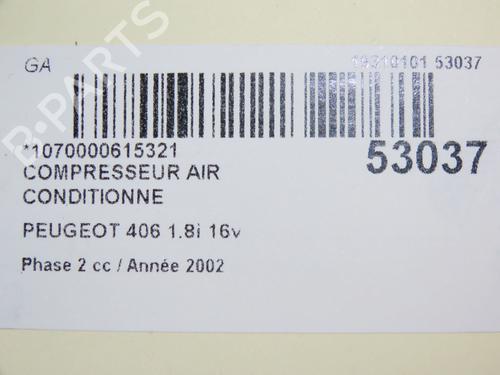 GA
19310101 53037
*1070000615321
53037
COMPRESSEUR AIR
CONDITIONNE
PEUGEOT 406 1.8i 16v
Phase 2 cc / Année 2002
B-PARTS